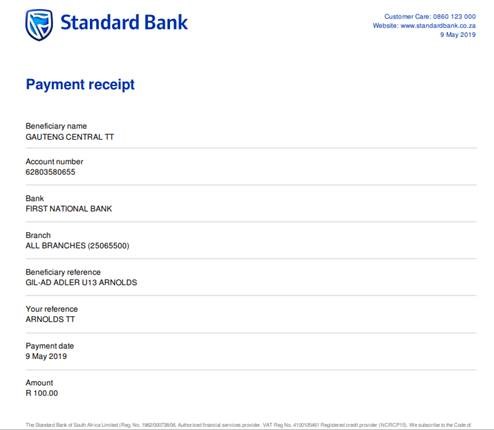 Standard Bank
Customer Care: 0860 123 000
Website: www.standardbank.co.za
9 May 2019
Payment receipt
Beneficiary name
GAUTENG CENTRAL TT
Account number
62803580655
Bank
FIRST NATIONAL BANK
Branch
ALL BRANCHES (25065500)
Beneficiary reference
GIL-AD ADLER U13 ARNOLDS
Your reference
ARNOLDS TT
Payment date
9 May 2019
Amount
R 100.00
The Standard Bank of South Africa Limited (Reg. No. 1962/000738/06. Authorised financial services provider. VAT Reg No. 4100105461 Registered credit provider (NCRCP15). We subscribe to the Code of